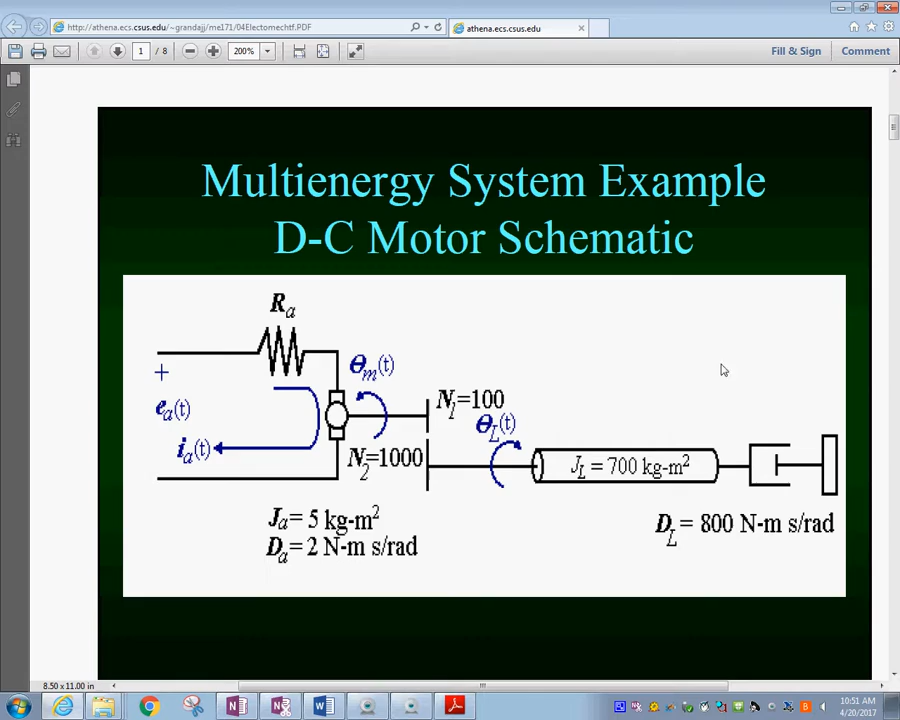 http://athena.ecs.csus.edu/~grandajj/me171/04Electomechtf.PDF
athena.ecs.csus.edu
1 / 8
200%
Fill & Sign
Comment
Multienergy System Example
D-C Motor Schematic
Ra
+
ea(t)
ia(t)
θm(t)
N1=100
θL(t)
N2=1000
JL = 700 kg-m2
Ja= 5 kg-m2
Da= 2 N-m s/rad
DL = 800 N-m s/rad
8.50 x 11.00 in
10:51 AM
4/20/2017